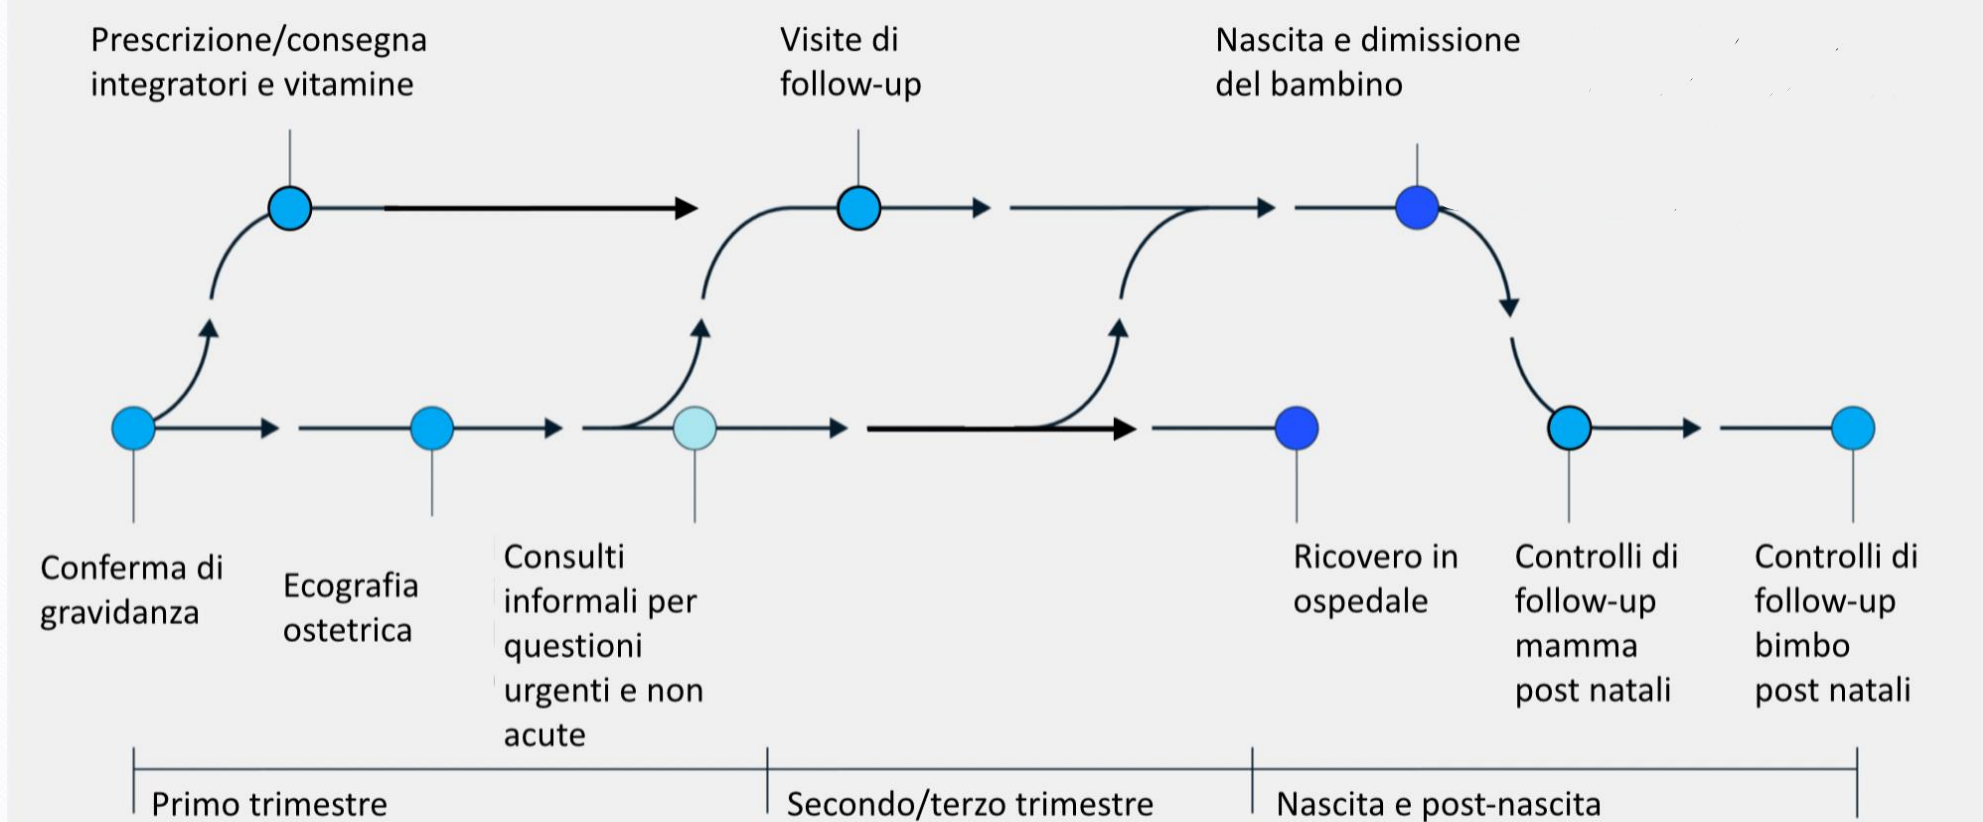 Prescrizione/consegna
integratori e vitamine
Visite di
follow-up
Nascita e dimissione
del bambino
Conferma di
gravidanza
Ecografia
ostetrica
Consulti
informali per
questioni
urgenti e non
acute
Ricovero in
ospedale
Controlli di
follow-up
mamma
post natali
Controlli di
follow-up
bimbo
post natali
Primo trimestre
Secondo/terzo trimestre
Nascita e post-nascita